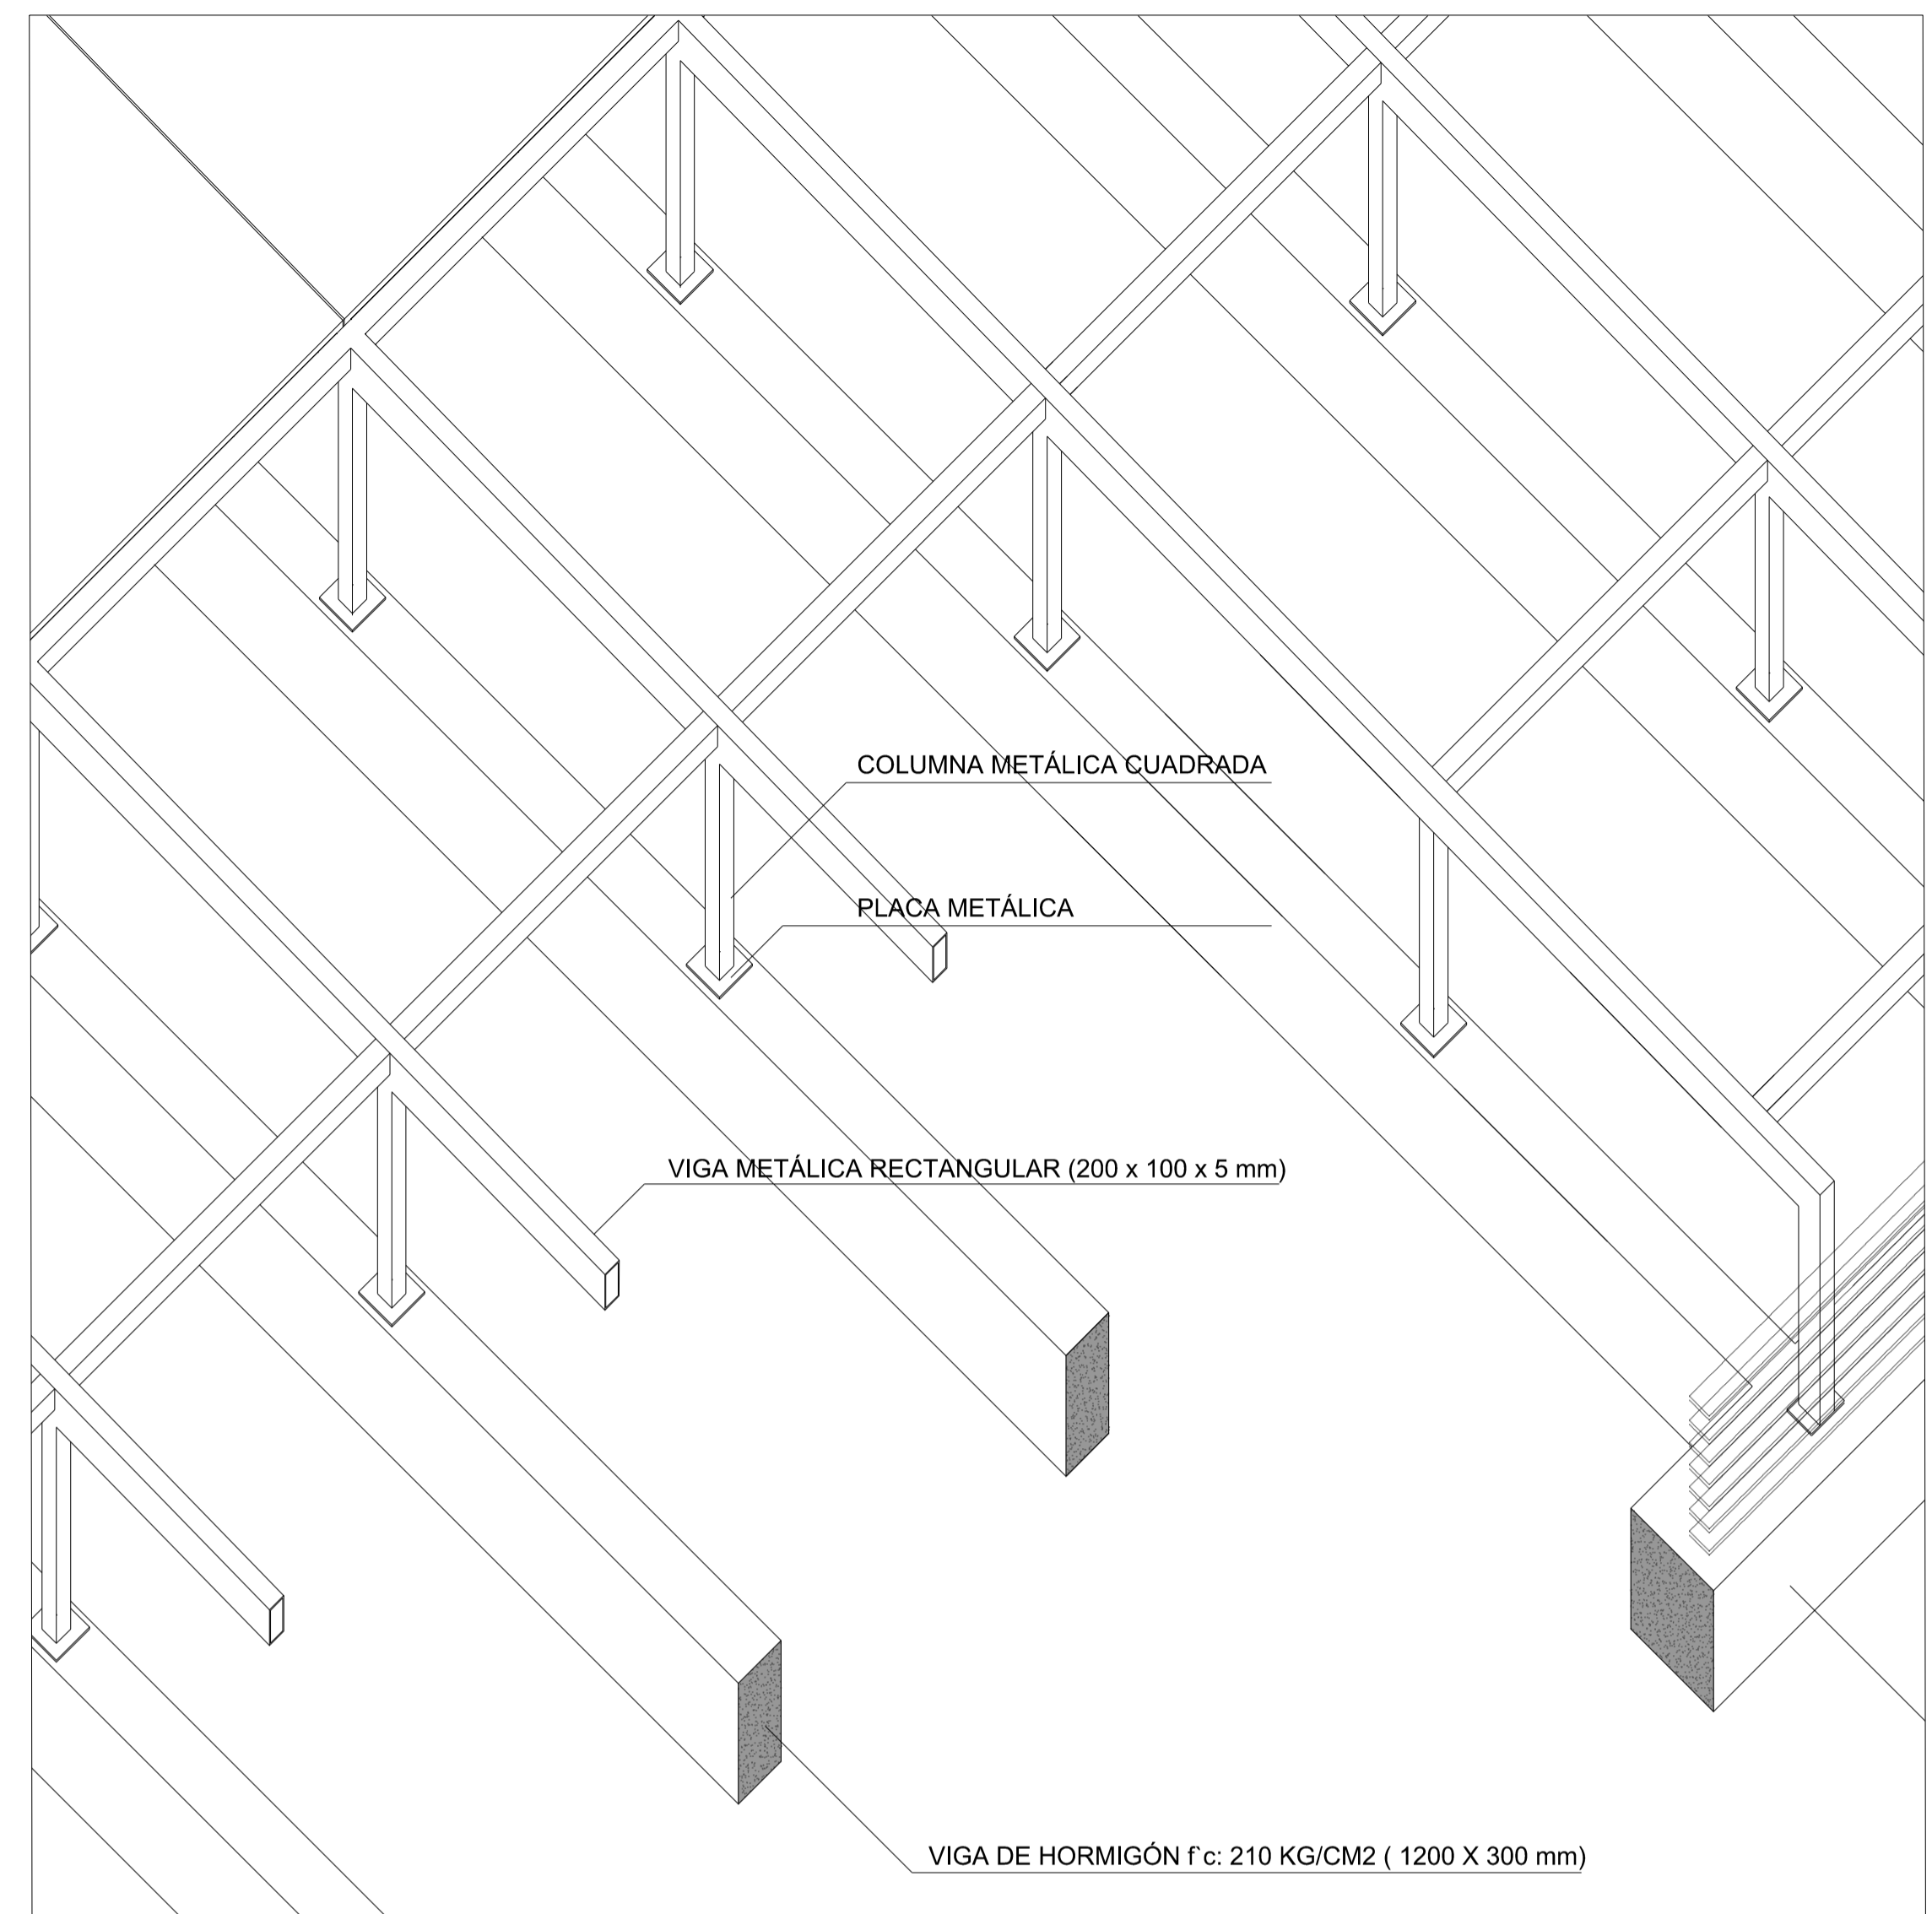 COLUMNA METÁLICA CUADRADA
PLACA METÁLICA
VIGA METÁLICA RECTANGULAR (200 x 100 x 5 mm)
VIGA DE HORMIGÓN f`c: 210 KG/CM2 ( 1200 X 300 mm)